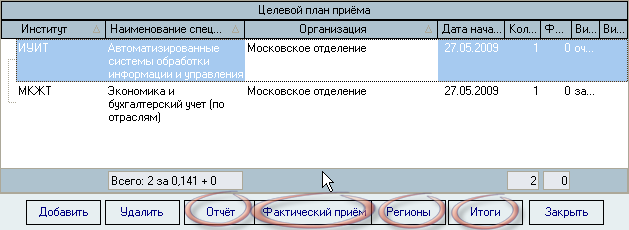 Целевой план приёма
Институт Наименование спец... Организация Дата нача... Кол... Ф... Ви... Ви...
ИУИТ Автоматизированные системы обработки информации и управления Московское отделение 27.05.2009 1 0 оч...
МКЖТ Экономика и бухгалтерский учет (по отраслям) Московское отделение 27.05.2009 1 0 за...
Всего: 2 за 0,141 + 0 2 0
Добавить Удалить Отчёт Фактический приём Регионы Итоги Закрыть